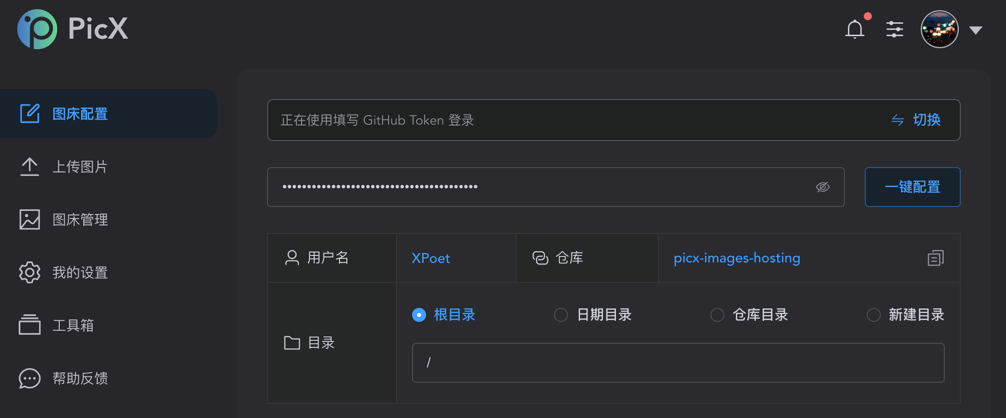 PicX
图床配置
上传图片
图床管理
我的设置
工具箱
帮助反馈
正在使用填写 GitHub Token 登录
切换
••••••••••••••••••••••••••••••••••••••••
一键配置
用户名
XPoet
仓库
picx-images-hosting
目录
根目录
日期目录
仓库目录
新建目录
/